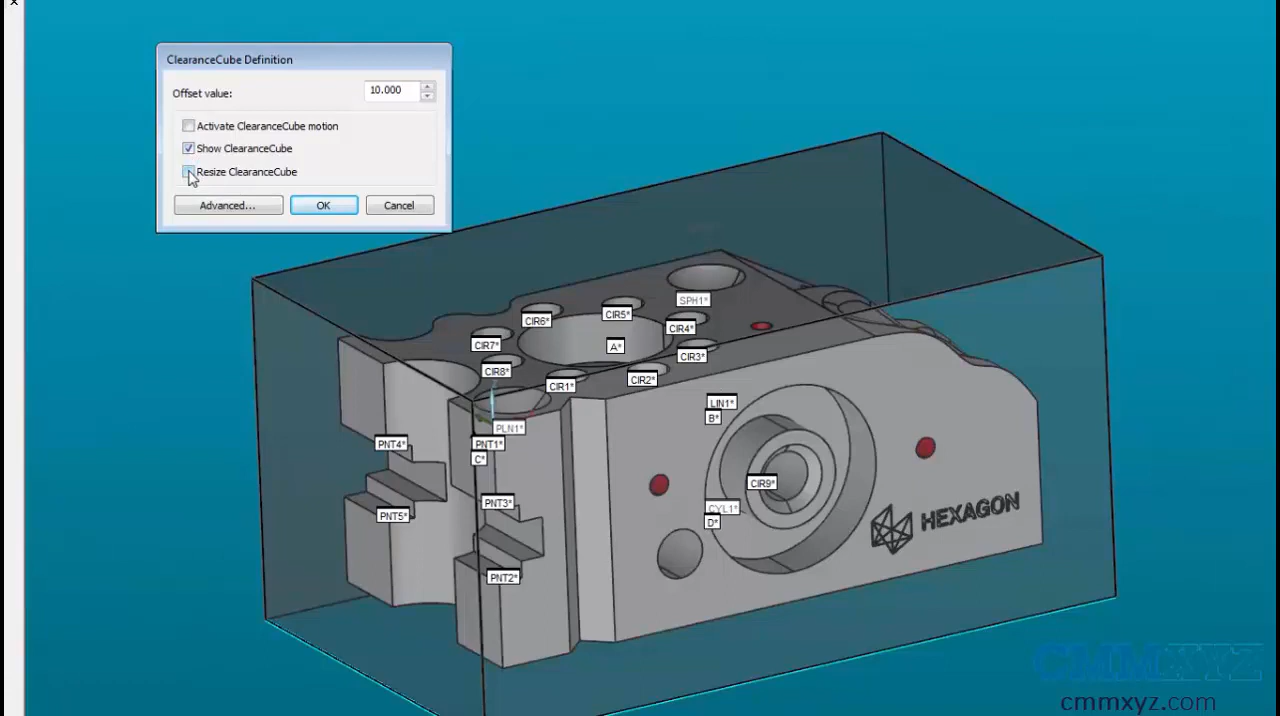 x
ClearanceCube Definition
Offset value: 10.000
Activate ClearanceCube motion
Show ClearanceCube
Resize ClearanceCube
Advanced... OK Cancel
SPH1*
CIR6* CIR5*
CIR4*
CIR7* A*
CIR3*
CIR8*
CIR1* CIR2*
LIN1*
B*
PLN1*
PNT4* PNT1*
C*
CIR9*
PNT3*
CYL1*
PNT5* D*
HEXAGON
PNT2*
CMMXYZ
cmmxyz.com